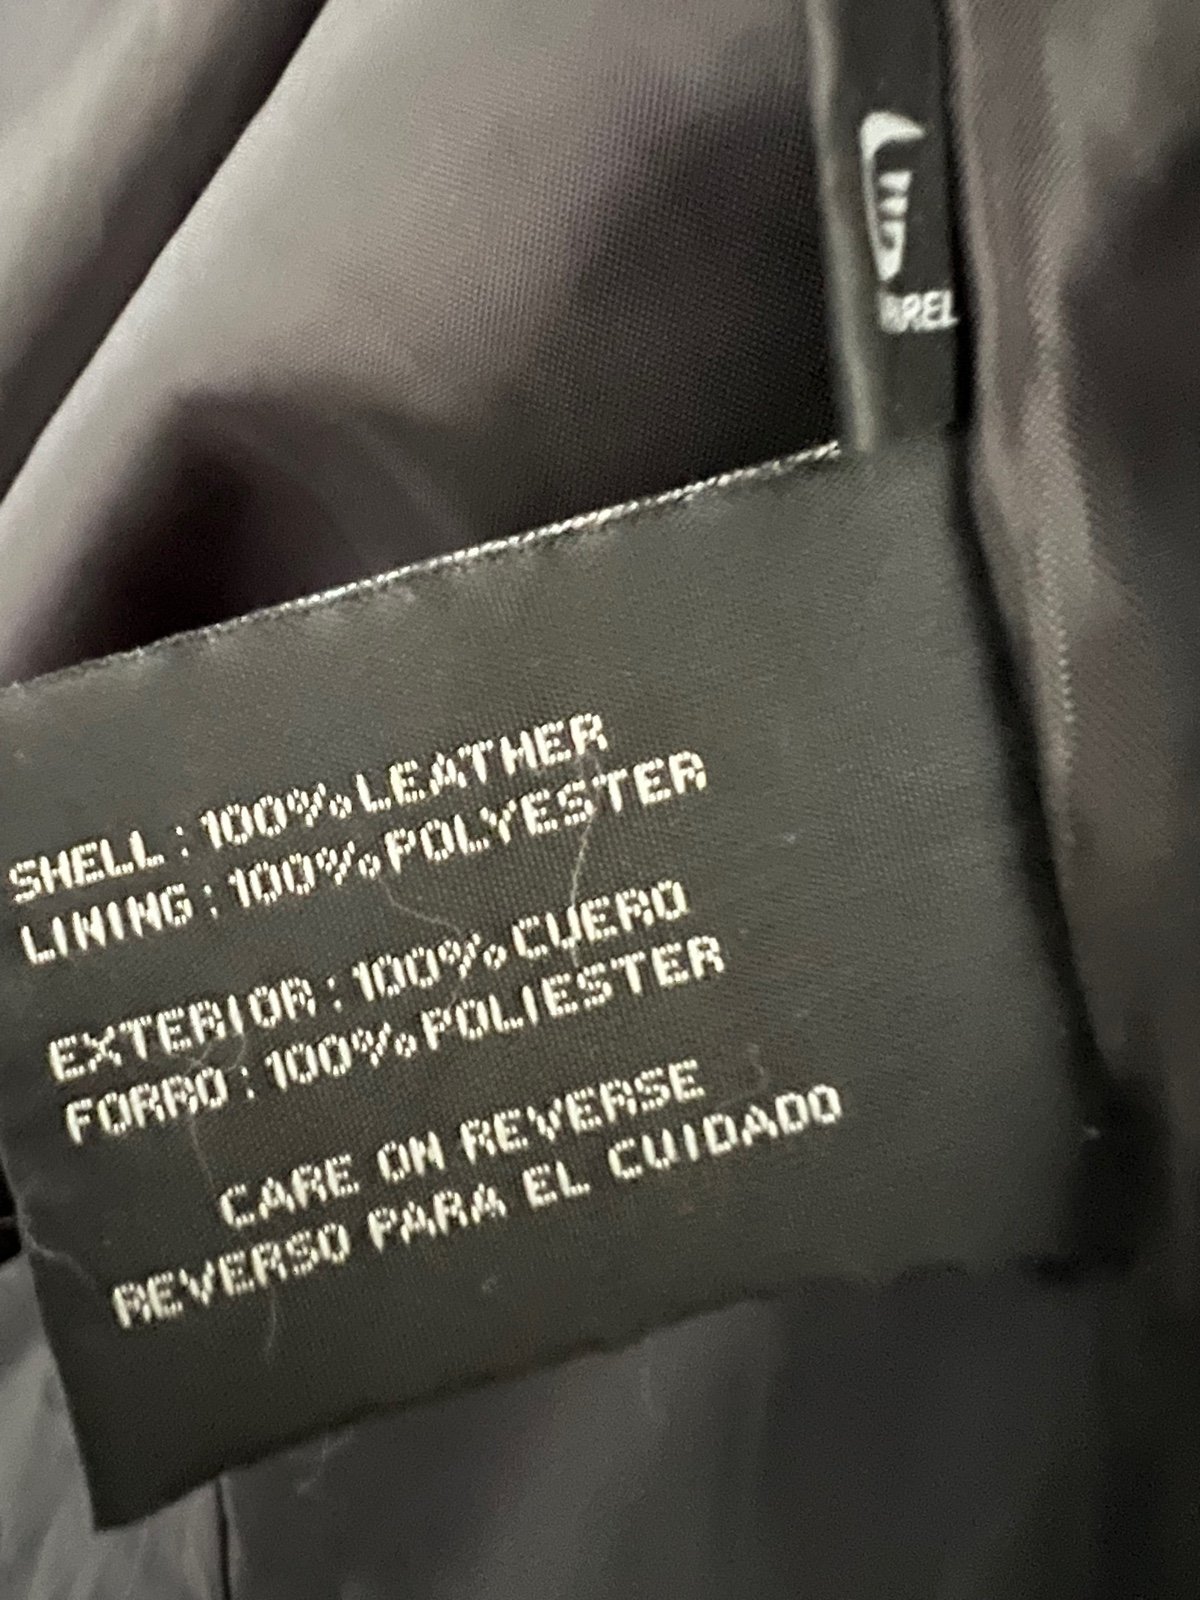 SHELL : 100% LEATHER
LINING : 100% POLYESTER
EXTERIOR : 100% CUERO
FORRO : 100% POLIESTER
CARE ON REVERSE
REVERSO PARA EL CUIDADO